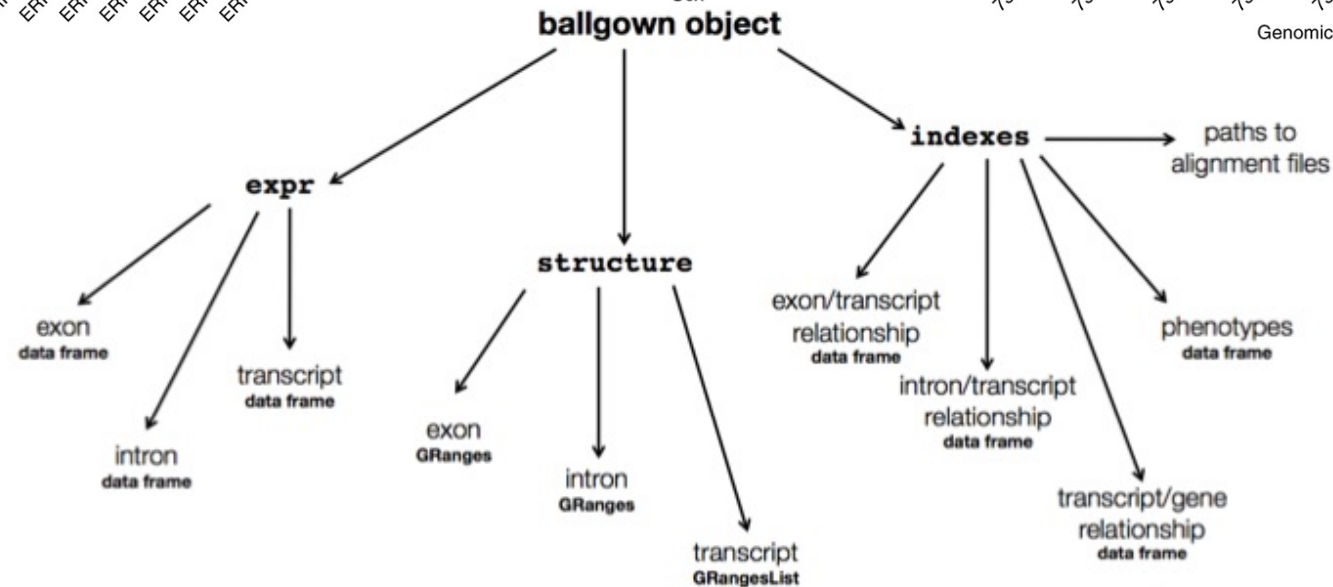 ballgown object
Genomic
indexes
paths to
alignment files
expr
structure
exon
data frame
transcript
data frame
intron
data frame
exon
GRanges
intron
GRanges
transcript
GRangesList
exon/transcript
relationship
data frame
intron/transcript
relationship
data frame
transcript/gene
relationship
data frame
phenotypes
data frame